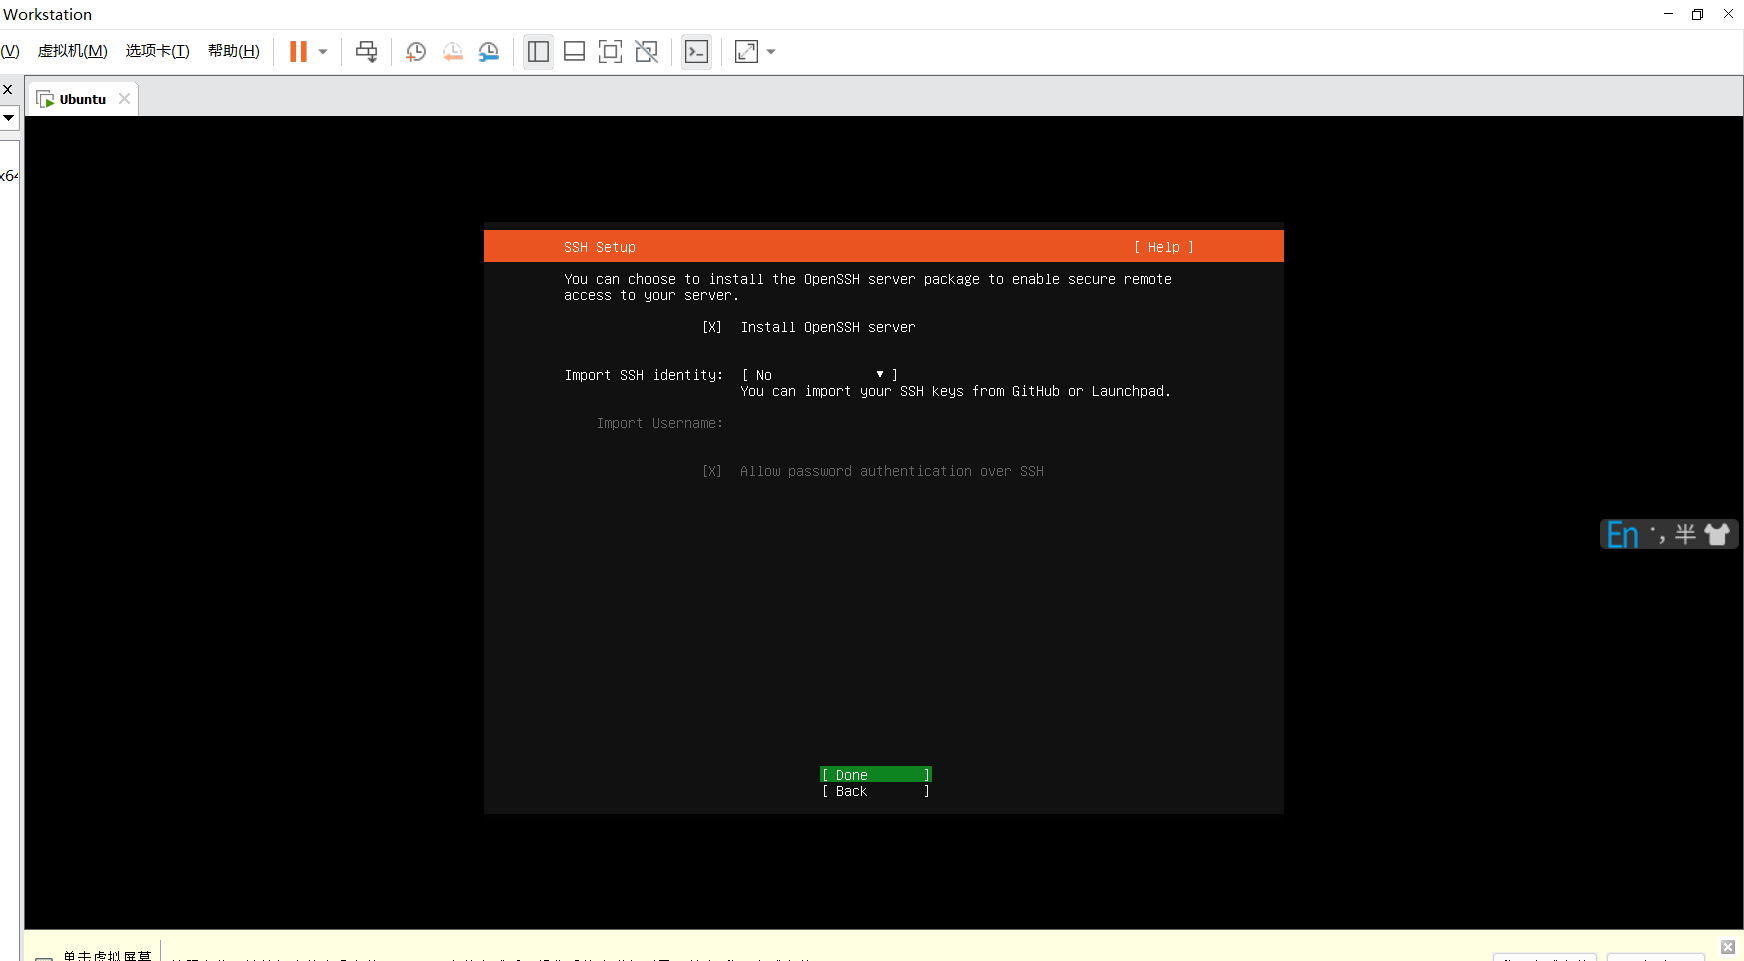 Workstation
(V) 虚拟机(M) 选项卡(T) 帮助(H)
Ubuntu
x64
SSH Setup [ Help ]
You can choose to install the OpenSSH server package to enable secure remote
access to your server.
[X] Install OpenSSH server
Import SSH identity: [ No ▼ ]
You can import your SSH keys from GitHub or Launchpad.
Import Username:
[X] Allow password authentication over SSH
En 半
[ Done ]
[ Back ]
单击虚拟屏幕